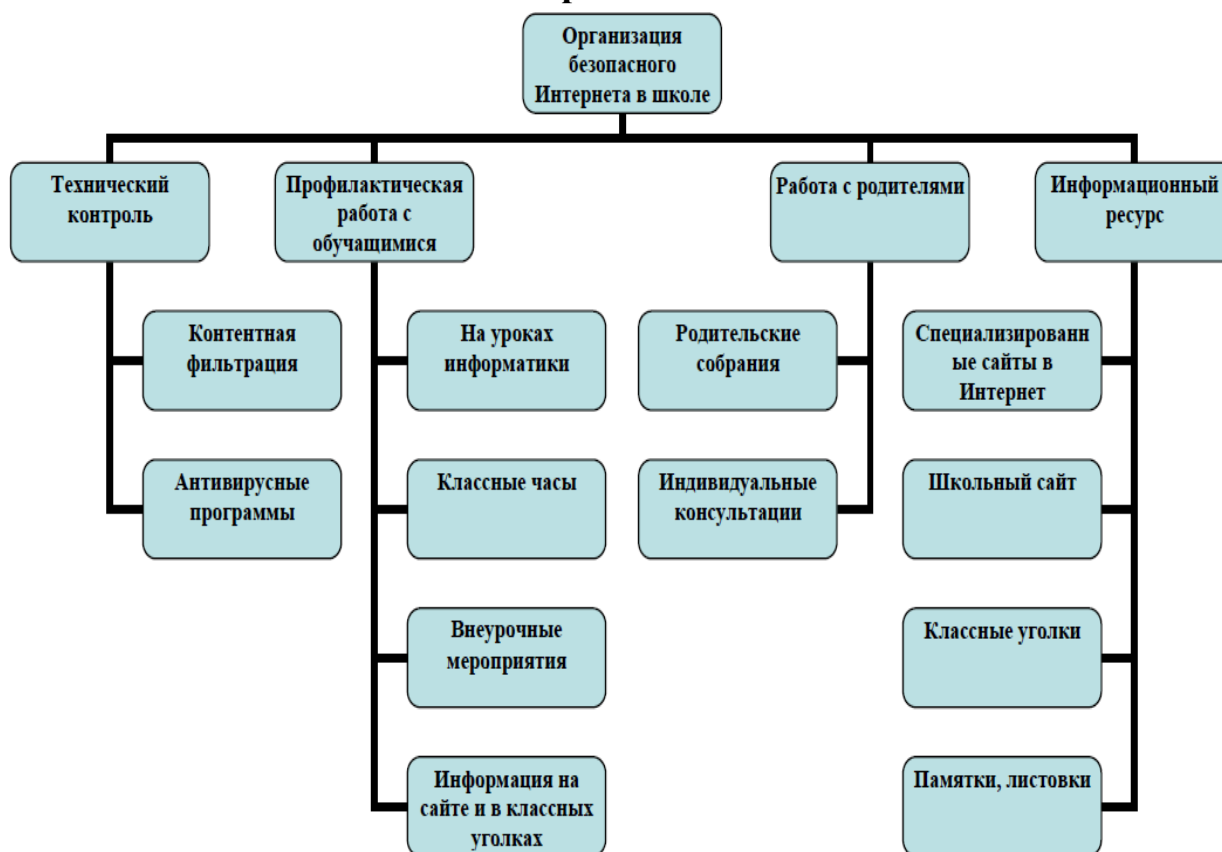 Организация
безопасного
Интернета в школе
Технический
контроль
Профилактическая
работа с
обучащимися
Работа с родителями
Информационный
ресурс
Контентная
фильтрация
На уроках
информатики
Родительские
собрания
Специализированн
ые сайты в
Интернет
Антивирусные
программы
Классные часы
Индивидуальные
консультации
Школьный сайт
Внеурочные
мероприятия
Классные уголки
Информация на
сайте и в классных
уголках
Памятки, листовки